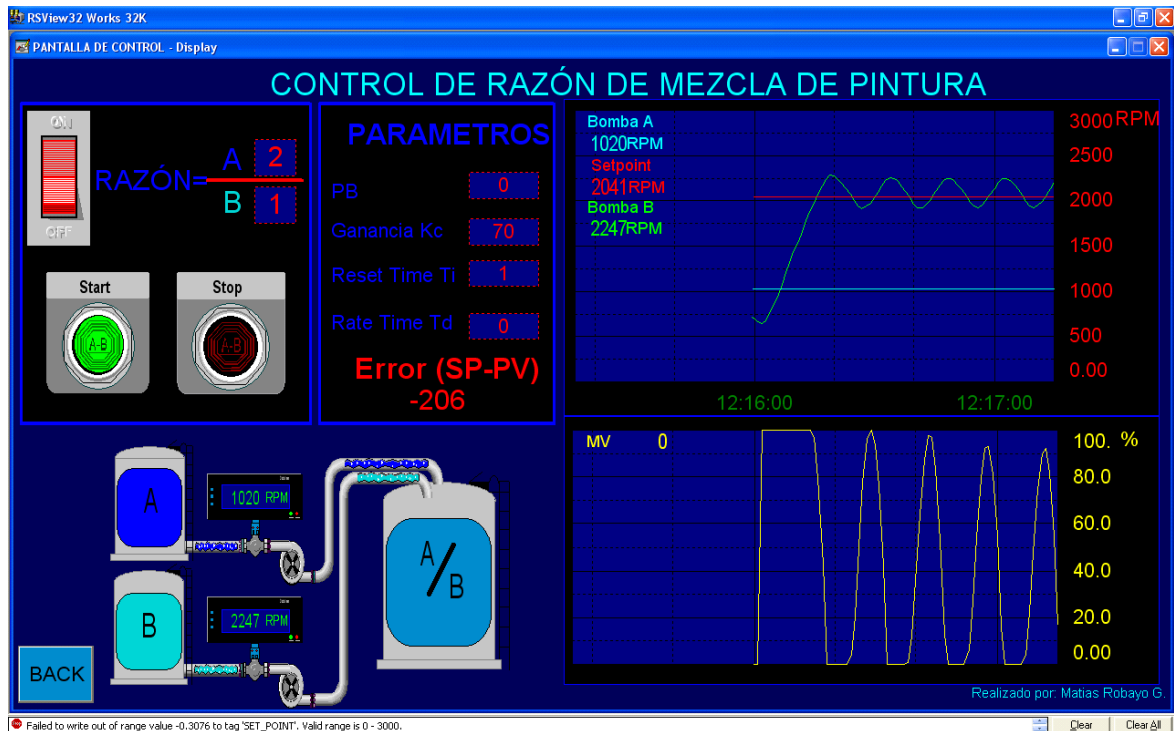 RSView32 Works 32K
PANTALLA DE CONTROL - Display
CONTROL DE RAZÓN DE MEZCLA DE PINTURA
ON
RAZÓN=
A 2
B 1
OFF
Start
Stop
A-B
A-B
PARAMETROS
PB 0
Ganancia Kc 70
Reset Time Ti 1
Rate Time Td 0
Error (SP-PV)
-206
Bomba A
1020RPM
Setpoint
2041RPM
Bomba B
2247RPM
3000 RPM
2500
2000
1500
1000
500
0.00
12:16:00 12:17:00
MV 0
100. %
80.0
60.0
40.0
20.0
0.00
A
1020 RPM
B
2247 RPM
A/B
BACK
Realizado por: Matias Robayo G.
Failed to write out of range value -0.3076 to tag 'SET_POINT'. Valid range is 0 - 3000.
Clear
Clear All